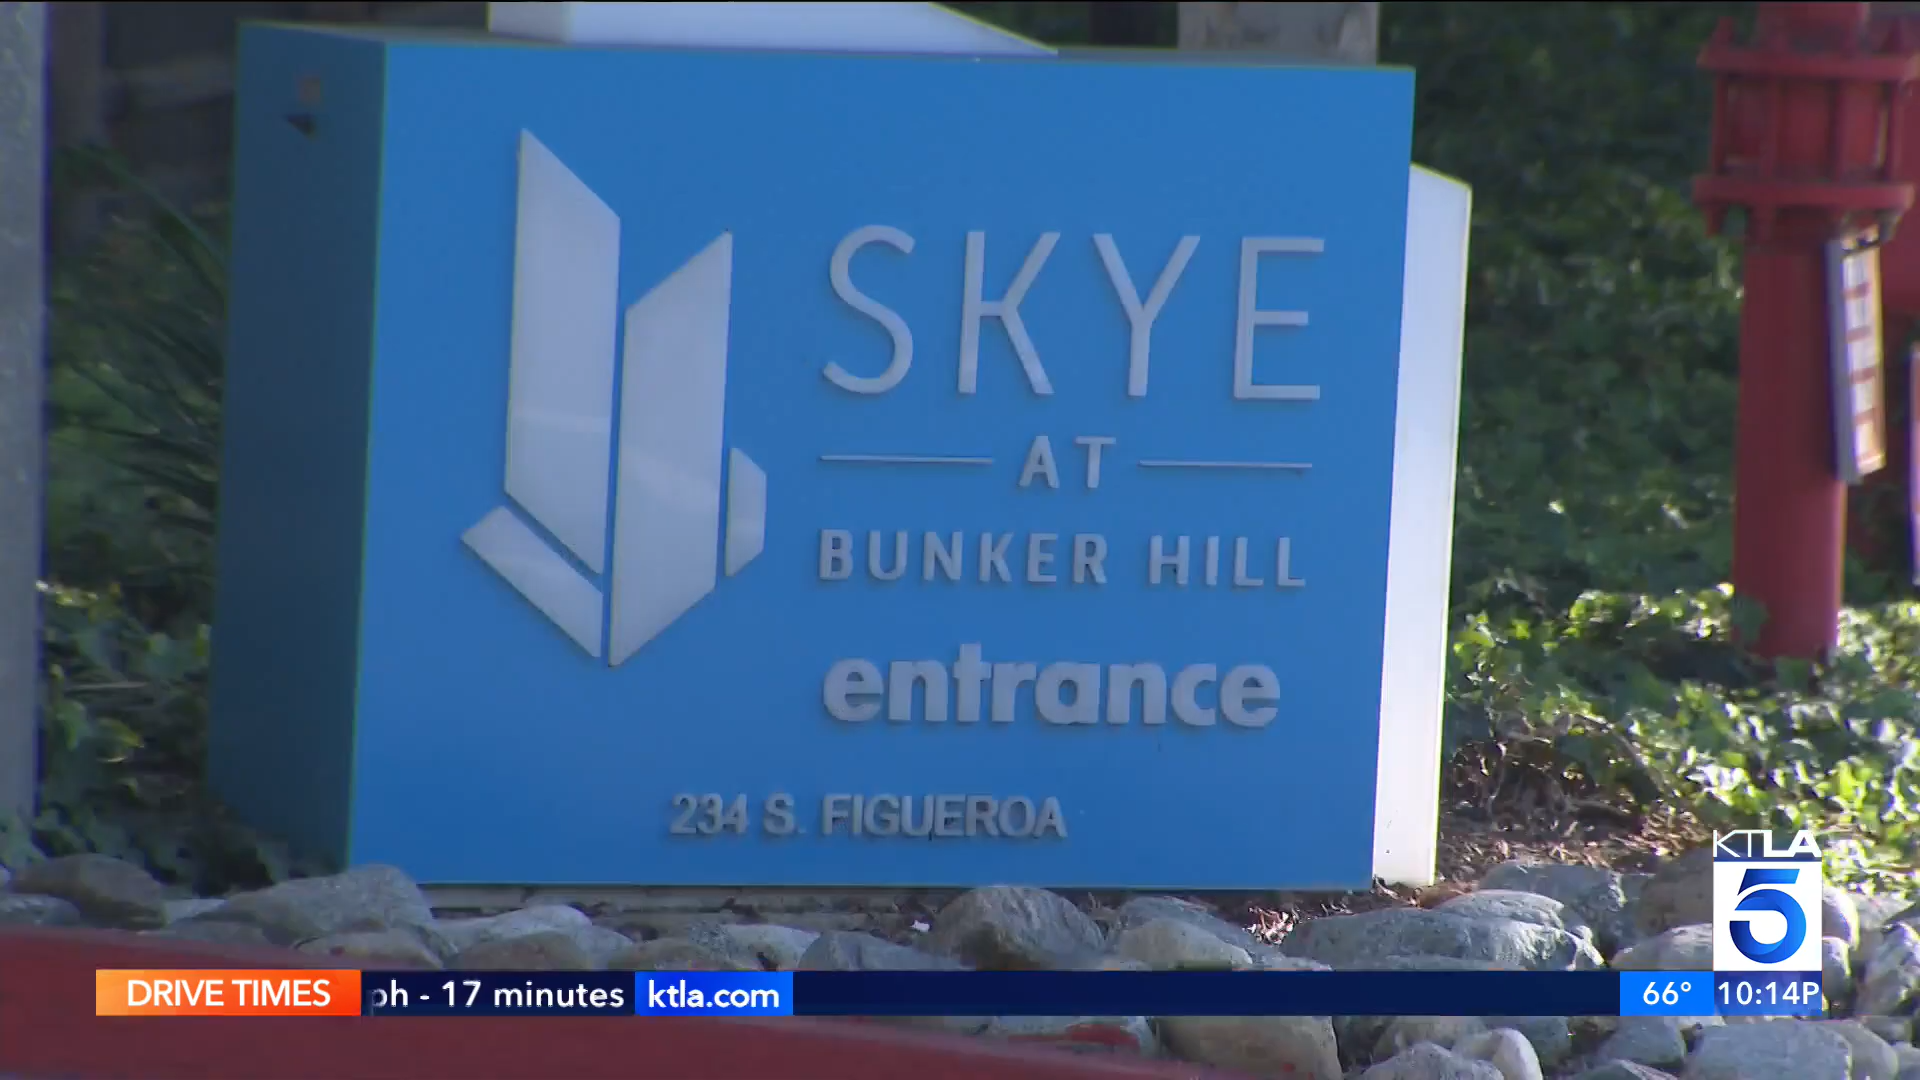 SKYE
AT
BUNKER HILL
entrance
234 S. FIGUEROA
KTLA
5
DRIVE TIMES
ph - 17 minutes
ktla.com
66°
10:14P